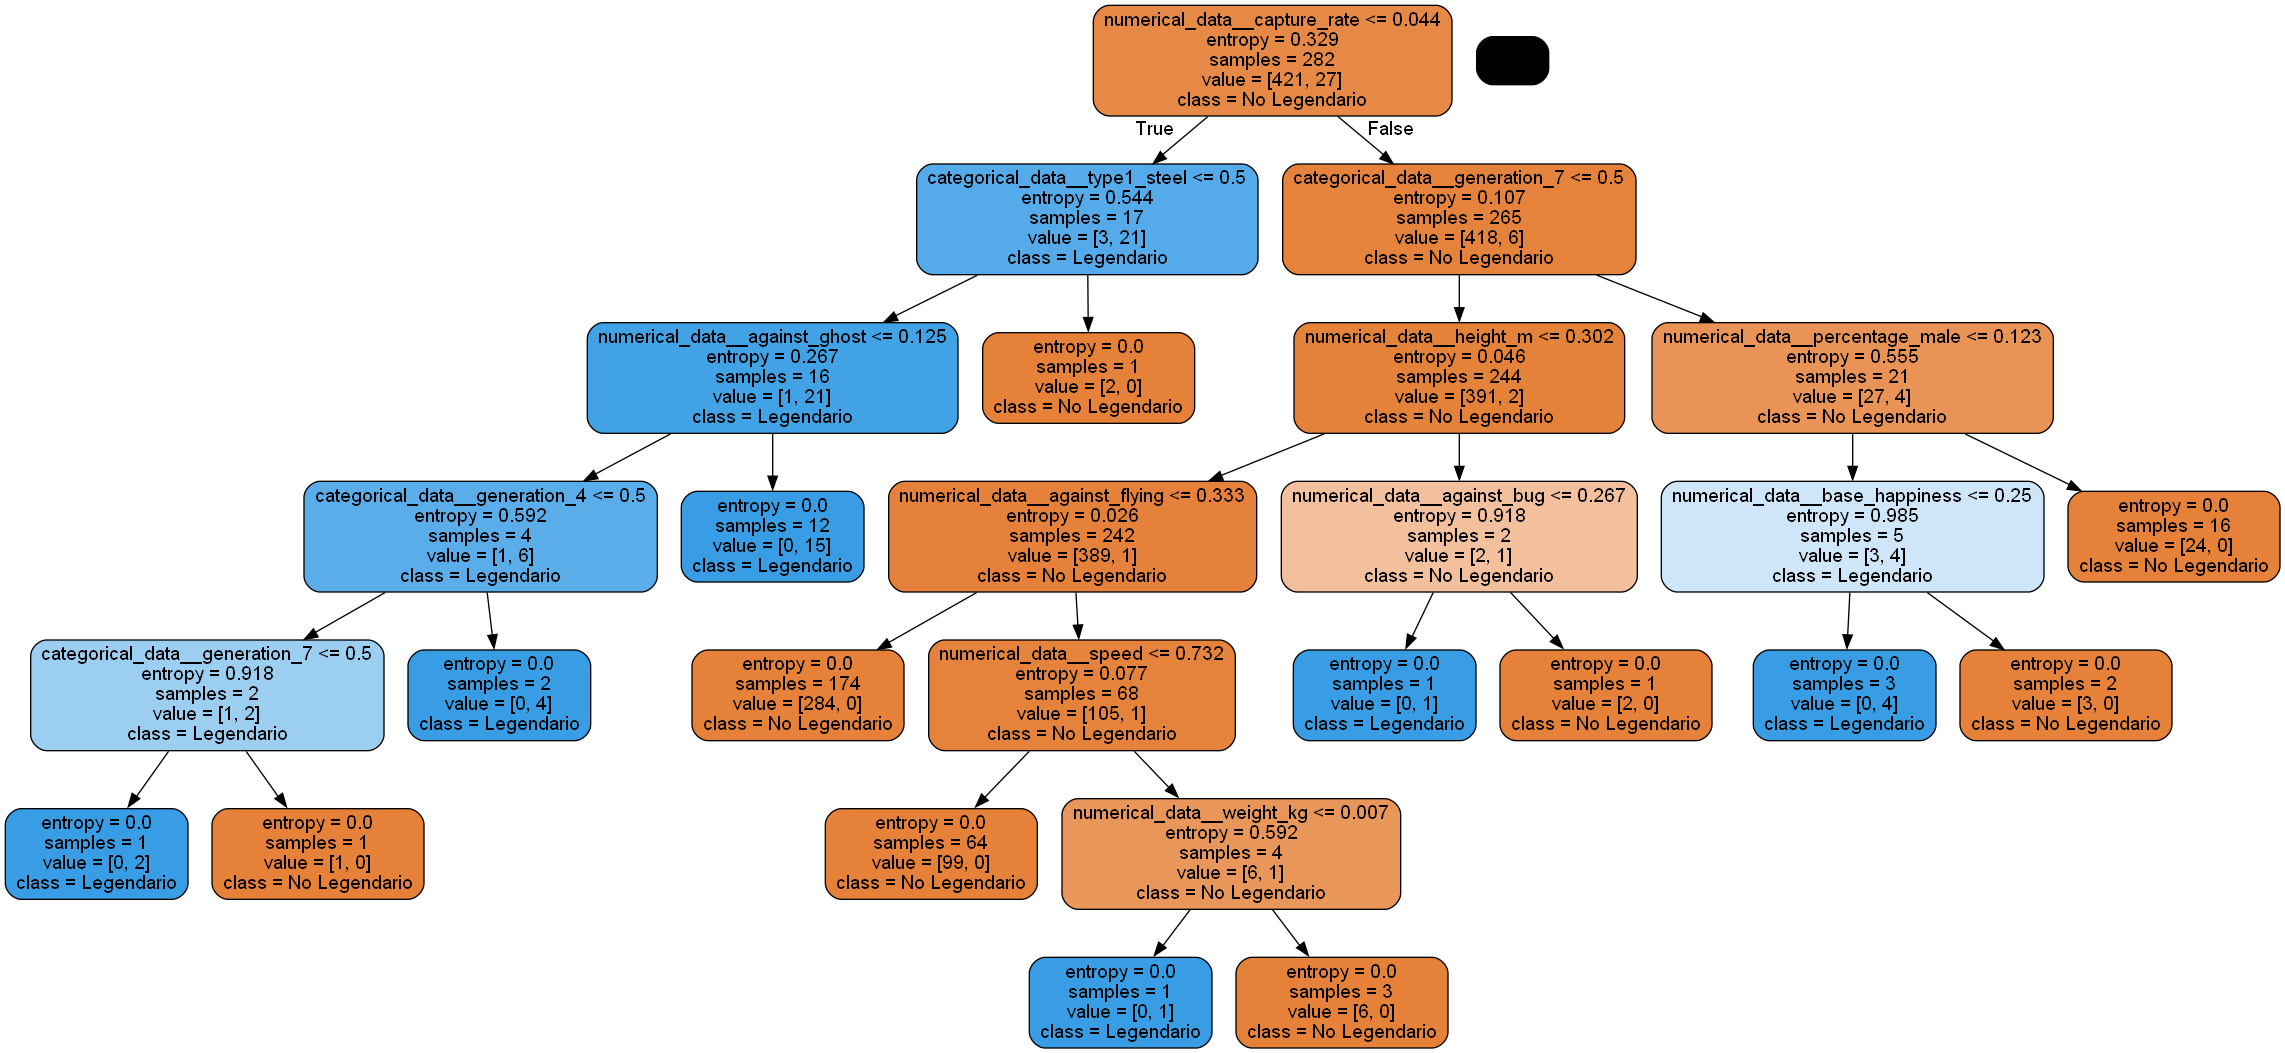 numerical_data__capture_rate <= 0.044
entropy = 0.329
samples = 282
value = [421, 27]
class = No Legendario
True
False
categorical_data__type1_steel <= 0.5
entropy = 0.544
samples = 17
value = [3, 21]
class = Legendario
categorical_data__generation_7 <= 0.5
entropy = 0.107
samples = 265
value = [418, 6]
class = No Legendario
numerical_data__against_ghost <= 0.125
entropy = 0.267
samples = 16
value = [1, 21]
class = Legendario
entropy = 0.0
samples = 1
value = [2, 0]
class = No Legendario
numerical_data__height_m <= 0.302
entropy = 0.046
samples = 244
value = [391, 2]
class = No Legendario
numerical_data__percentage_male <= 0.123
entropy = 0.555
samples = 21
value = [27, 4]
class = No Legendario
categorical_data__generation_4 <= 0.5
entropy = 0.592
samples = 4
value = [1, 6]
class = Legendario
entropy = 0.0
samples = 12
value = [0, 15]
class = Legendario
numerical_data__against_flying <= 0.333
entropy = 0.026
samples = 242
value = [389, 1]
class = No Legendario
numerical_data__against_bug <= 0.267
entropy = 0.918
samples = 2
value = [2, 1]
class = No Legendario
numerical_data__base_happiness <= 0.25
entropy = 0.985
samples = 5
value = [3, 4]
class = Legendario
entropy = 0.0
samples = 16
value = [24, 0]
class = No Legendario
categorical_data__generation_7 <= 0.5
entropy = 0.918
samples = 2
value = [1, 2]
class = Legendario
entropy = 0.0
samples = 2
value = [0, 4]
class = Legendario
entropy = 0.0
samples = 174
value = [284, 0]
class = No Legendario
numerical_data__speed <= 0.732
entropy = 0.077
samples = 68
value = [105, 1]
class = No Legendario
entropy = 0.0
samples = 1
value = [0, 1]
class = Legendario
entropy = 0.0
samples = 1
value = [2, 0]
class = No Legendario
entropy = 0.0
samples = 3
value = [0, 4]
class = Legendario
entropy = 0.0
samples = 2
value = [3, 0]
class = No Legendario
entropy = 0.0
samples = 1
value = [0, 2]
class = Legendario
entropy = 0.0
samples = 1
value = [1, 0]
class = No Legendario
entropy = 0.0
samples = 64
value = [99, 0]
class = No Legendario
numerical_data__weight_kg <= 0.007
entropy = 0.592
samples = 4
value = [6, 1]
class = No Legendario
entropy = 0.0
samples = 1
value = [0, 1]
class = Legendario
entropy = 0.0
samples = 3
value = [6, 0]
class = No Legendario